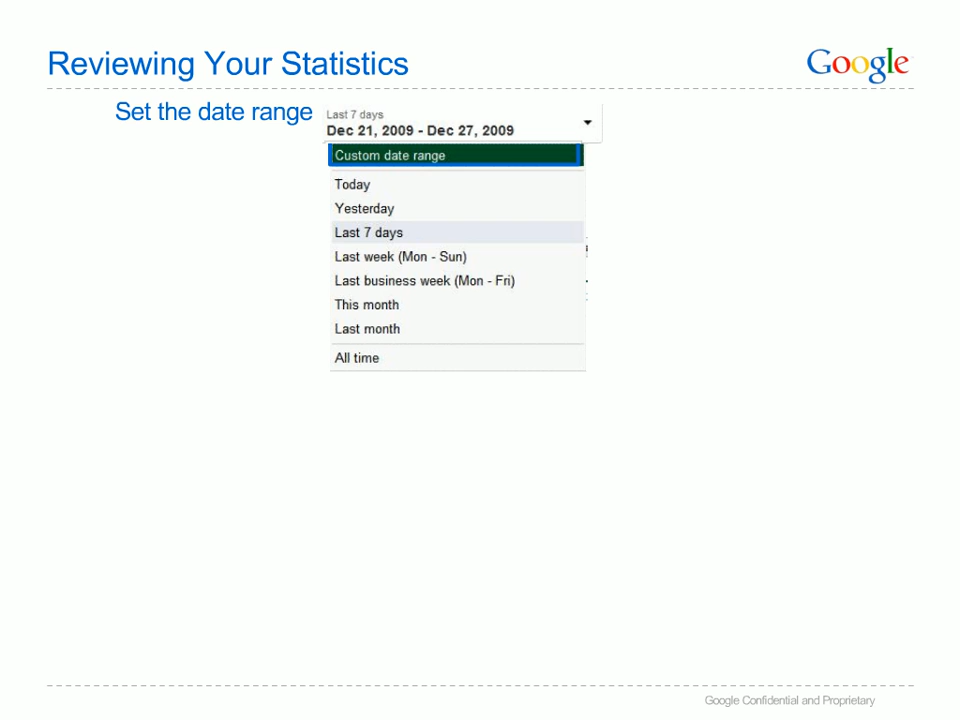 Reviewing Your Statistics
Google
Set the date range
Last 7 days
Dec 21, 2009 - Dec 27, 2009
Custom date range
Today
Yesterday
Last 7 days
Last week (Mon - Sun)
Last business week (Mon - Fri)
This month
Last month
All time
Google Confidential and Proprietary